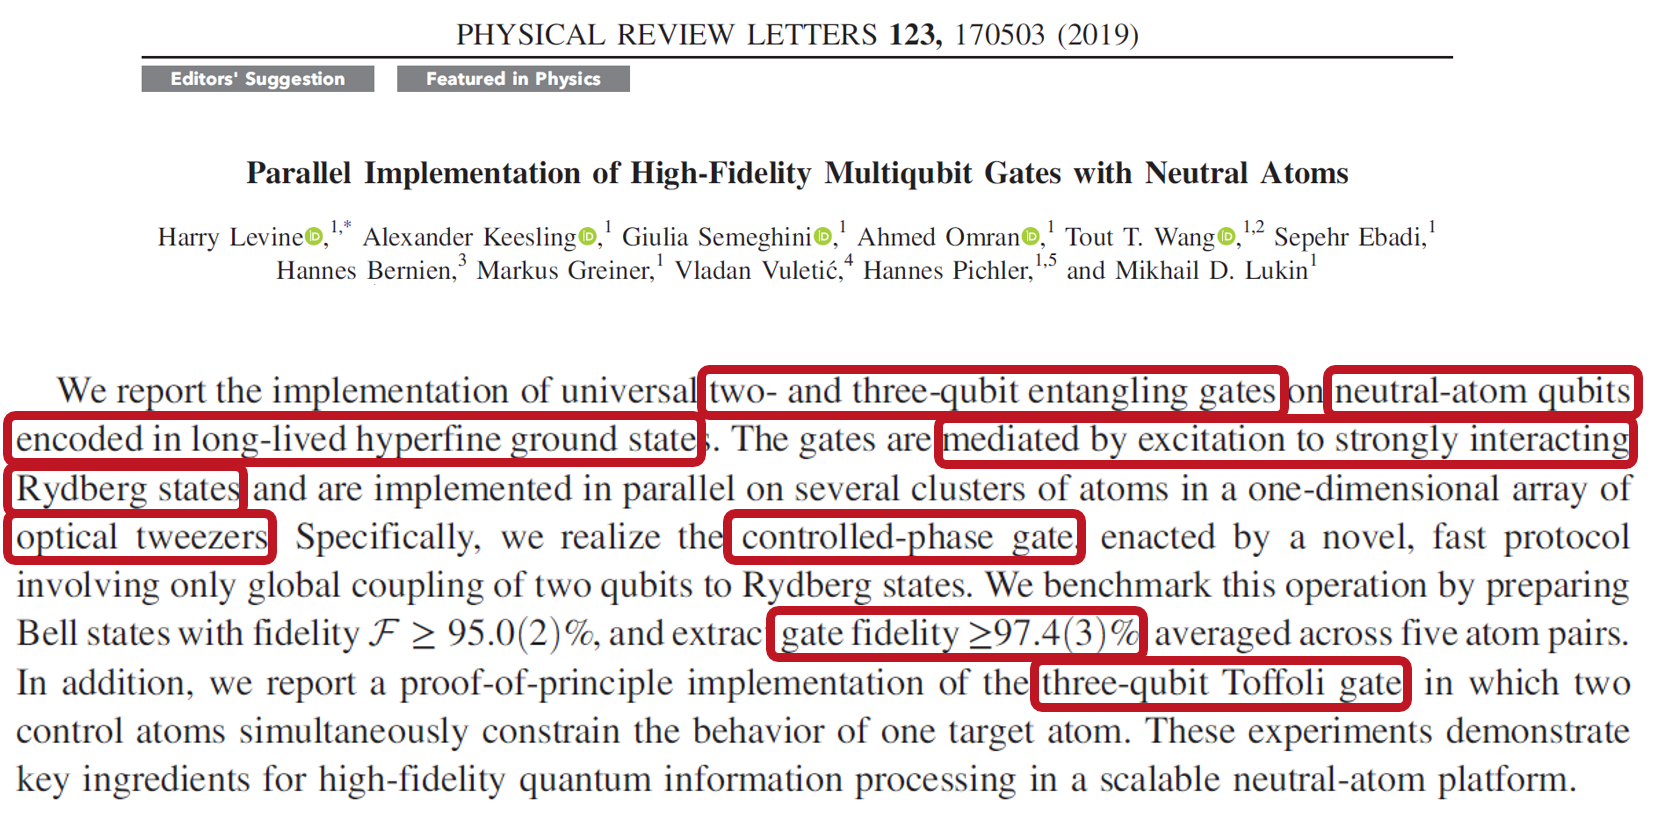 PHYSICAL REVIEW LETTERS 123, 170503 (2019)
Editors' Suggestion Featured in Physics
Parallel Implementation of High-Fidelity Multiqubit Gates with Neutral Atoms
Harry Levine,1,* Alexander Keesling,1 Giulia Semeghini,1 Ahmed Omran,1 Tout T. Wang,1,2 Sepehr Ebadi,1
Hannes Bernien,3 Markus Greiner,1 Vladan Vuletić,4 Hannes Pichler,1,5 and Mikhail D. Lukin1
We report the implementation of universal two- and three-qubit entangling gates on neutral-atom qubits
encoded in long-lived hyperfine ground states. The gates are mediated by excitation to strongly interacting
Rydberg states and are implemented in parallel on several clusters of atoms in a one-dimensional array of
optical tweezers Specifically, we realize the controlled-phase gate, enacted by a novel, fast protocol
involving only global coupling of two qubits to Rydberg states. We benchmark this operation by preparing
Bell states with fidelity ℱ ≥ 95.0(2)%, and extract gate fidelity ≥97.4(3)% averaged across five atom pairs.
In addition, we report a proof-of-principle implementation of the three-qubit Toffoli gate in which two
control atoms simultaneously constrain the behavior of one target atom. These experiments demonstrate
key ingredients for high-fidelity quantum information processing in a scalable neutral-atom platform.